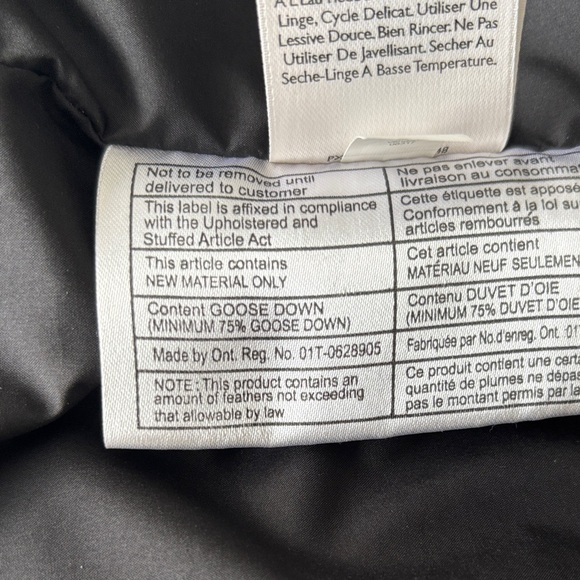 Linge, Cycle Delicat. Utiliser Une
Lessive Douce. Bien Rincer. Ne Pas
Utiliser De Javellisant. Secher Au
Seche-Linge A Basse Temperature.
Not to be removed until
delivered to customer
This label is affixed in compliance
with the Upholstered and
Stuffed Article Act
This article contains
NEW MATERIAL ONLY
Content GOOSE DOWN
(MINIMUM 75% GOOSE DOWN)
Made by Ont. Reg. No. 01T-0628905
NOTE : This product contains an
amount of feathers not exceeding
that allowable by law
Ne pas enlever avant
livraison au consomma
Cette étiquette est apposé
Conformement à la loi su
articles rembourrés
Cet article contient
MATÉRIAU NEUF SEULEMEN
Contenu DUVET D'OIE
(MINIMUM 75% DUVET D'OIE
Fabriquée par No.d'enreg. Ont. 01
Ce produit contient une certa
quantité de plumes ne dépas
pas le montant permis par la